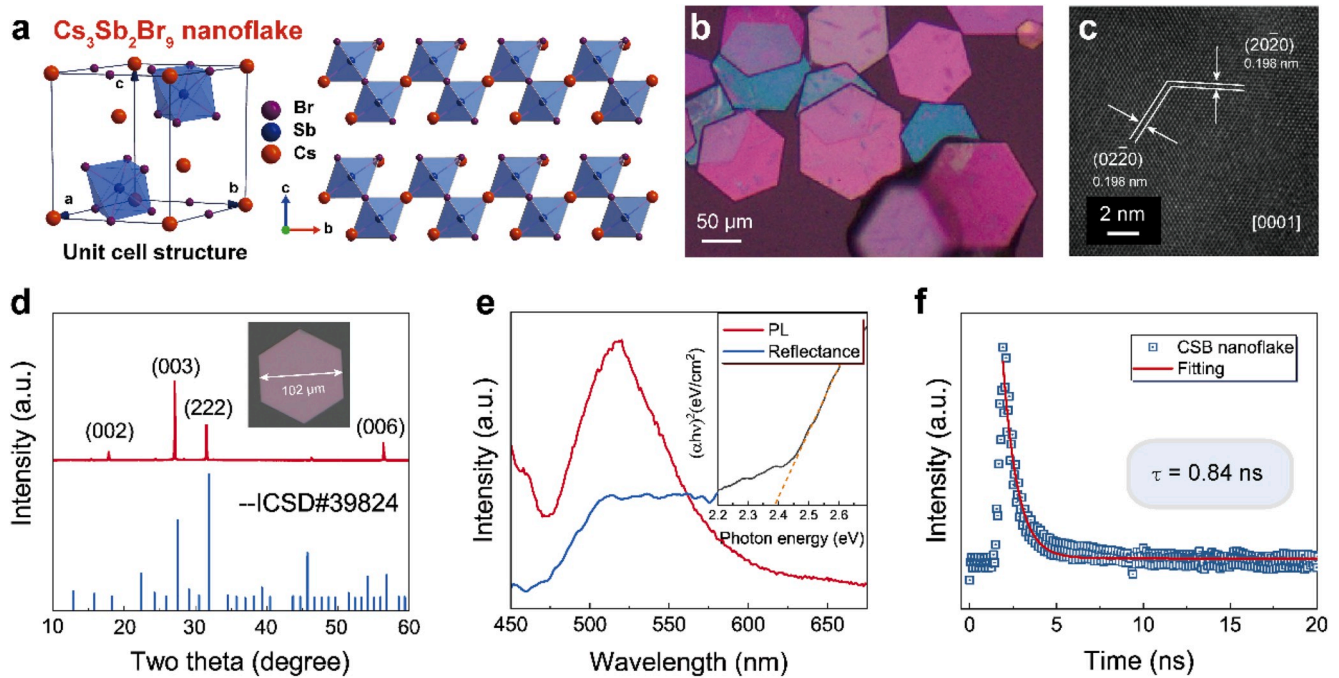 a
Cs₃Sb₂Br₉ nanoflake
c
a
b
Br
Sb
Cs
Unit cell structure
c
b
b
50 μm
c
(202̄0)
0.198 nm
(022̄0)
0.198 nm
2 nm
[0001]
d
Intensity (a.u.)
(002)
(003)
(222)
(006)
102 μm
--ICSD#39824
10
20
30
40
50
60
Two theta (degree)
e
Intensity (a.u.)
PL
Reflectance
(αhν)²(eV/cm²)
2.2
2.3
2.4
2.5
2.6
Photon energy (eV)
450
500
550
600
650
Wavelength (nm)
f
Intensity (a.u.)
CSB nanoflake
Fitting
τ = 0.84 ns
0
5
10
15
20
Time (ns)